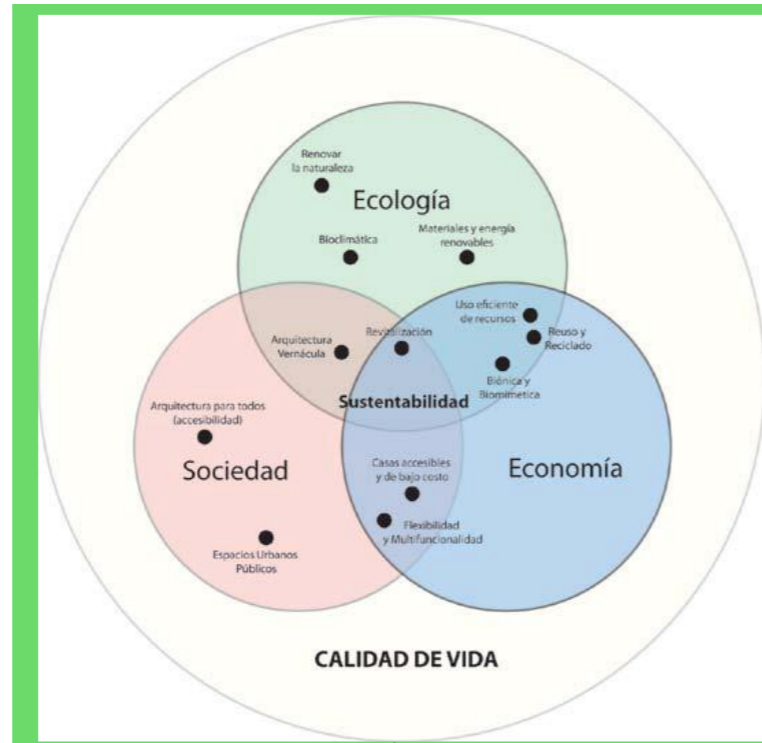 Renovar
la naturaleza
Ecología
Bioclimática
Materiales y energía
renovables
Uso eficiente
de recursos
Reuso y
Reciclado
Revitalización
Arquitectura
Vernácula
Biónica y
Biomimetica
Sustentabilidad
Arquitectura para todos
(accesibilidad)
Sociedad
Casas accesibles
y de bajo costo
Economía
Flexibilidad
y Multifuncionalidad
Espacios Urbanos
Públicos
CALIDAD DE VIDA